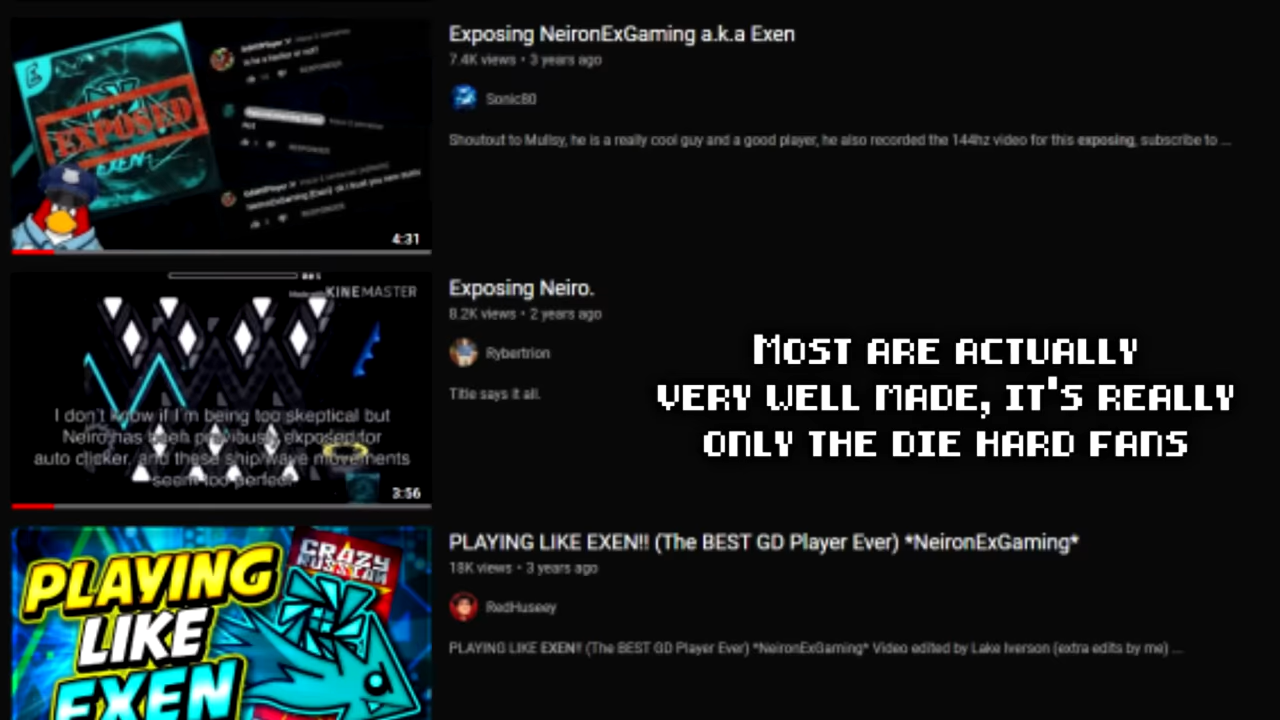 EXPOSED
EXEN
4:31
Exposing NeironExGaming a.k.a Exen
7.4K views • 3 years ago
Sonic80
Shoutout to Mullsy, he is a really cool guy and a good player, he also recorded the 144hz video for this exposing, subscribe to ...
KINEMASTER
I don't know if I'm being too skeptical but
Neiro has been previously exposed for
auto clicker, and these ship/wave movements
seem too perfect
3:56
Exposing Neiro.
8.2K views • 2 years ago
Rybertrion
Title says it all.
MOST ARE ACTUALLY
VERY WELL MADE, IT'S REALLY
ONLY THE DIE HARD FANS
PLAYING
LIKE
EXEN
CRAZY
RUSSIAN
PLAYING LIKE EXEN!! (The BEST GD Player Ever) *NeironExGaming*
18K views • 3 years ago
RedHuseey
PLAYING LIKE EXEN!! (The BEST GD Player Ever) *NeironExGaming* Video edited by Lake Iverson (extra edits by me) ...